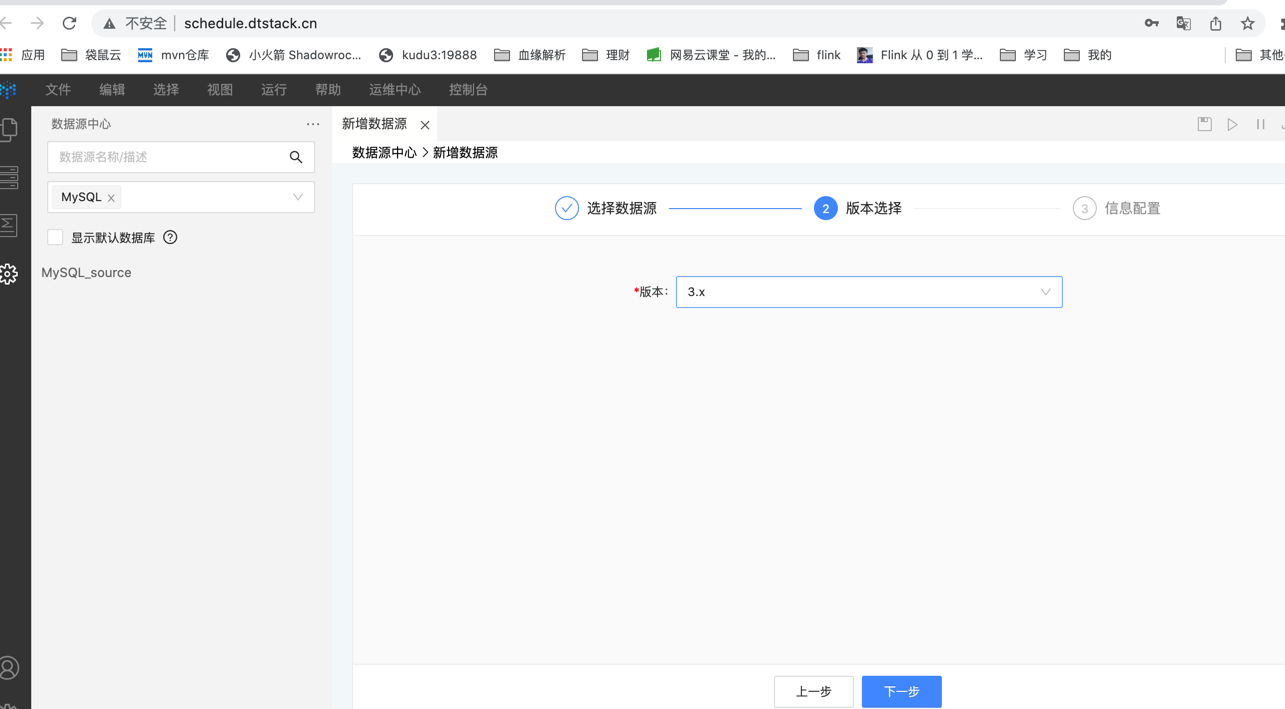 不安全 schedule.dtstack.cn
应用 袋鼠云 MVN mvn仓库 小火箭 Shadowroc... kudu3:19888 血缘解析 理财 网易云课堂 - 我的... flink Flink 从 0 到 1 学... 学习 我的 其他
文件 编辑 选择 视图 运行 帮助 运维中心 控制台
数据源中心 ···
新增数据源
数据源名称/描述
数据源中心 > 新增数据源
MySQL
选择数据源 2 版本选择 3 信息配置
显示默认数据库
MySQL_source
*版本: 3.x
上一步 下一步